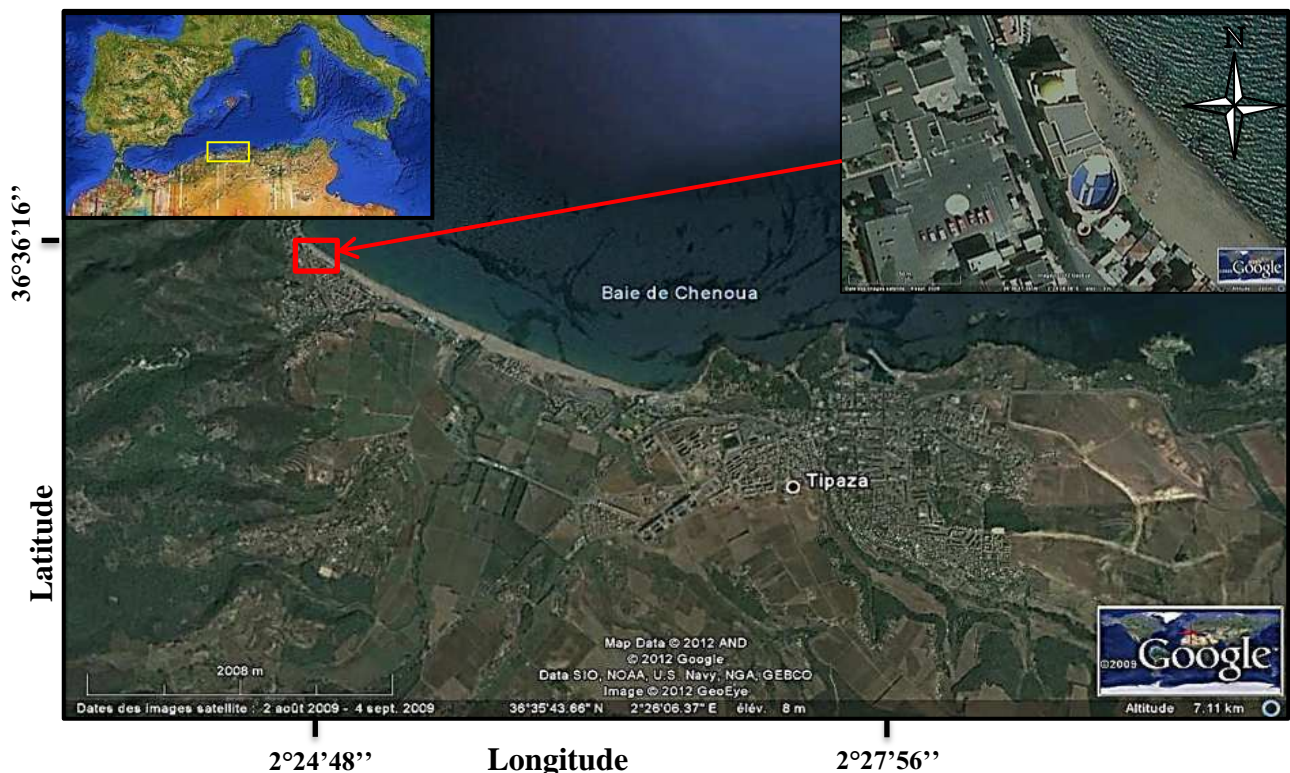 N
Google
36°36'16’’
Baie de Chenoua
Tipaza
Latitude
Map Data © 2012 AND
© 2012 Google
Data SIO, NOAA, U.S. Navy, NGA, GEBCO
Image © 2012 GeoEye
©2009 Google
2008 m
Dates des images satellite : 2 août 2009 - 4 sept. 2009 36°35'43.66" N 2°26'06.37" E élév. 8 m Altitude 7.11 km
2°24’48’’ Longitude 2°27’56’’